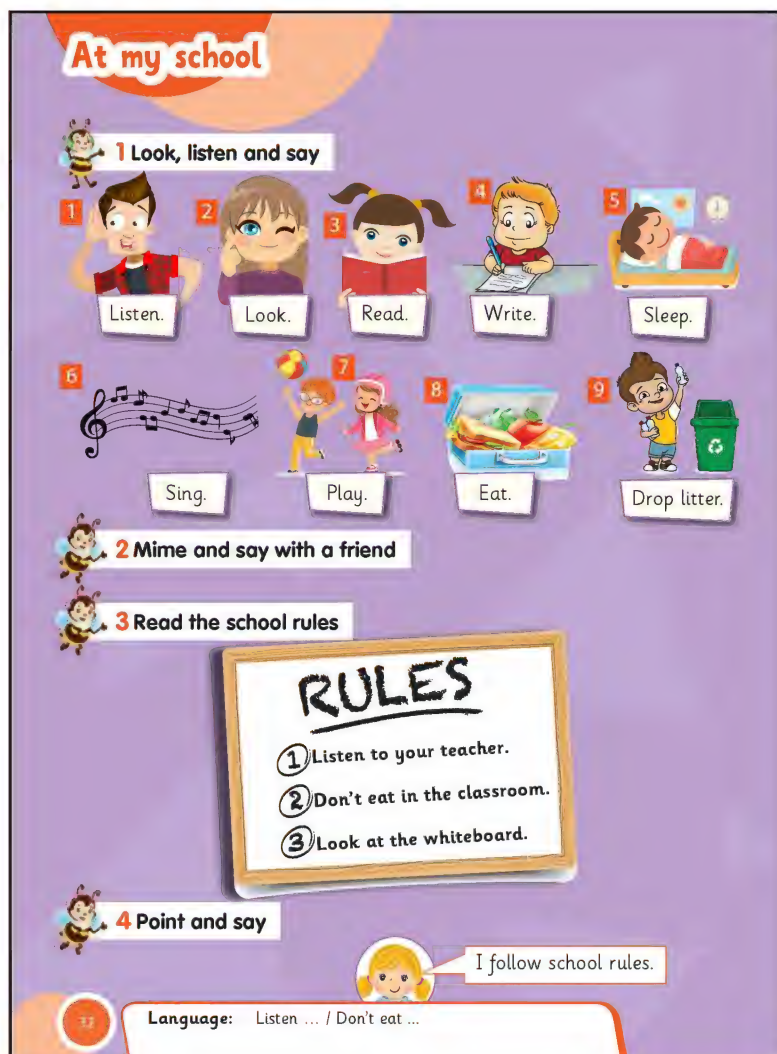 At my school
1 Look, listen and say
1
2
3
4
5
Listen.
Look.
Read.
Write.
Sleep.
6
7
8
9
Sing.
Play.
Eat.
Drop litter.
2 Mime and say with a friend
3 Read the school rules
RULES
1 Listen to your teacher.
2 Don't eat in the classroom.
3 Look at the whiteboard.
4 Point and say
I follow school rules.
Language: Listen ... / Don't eat ...